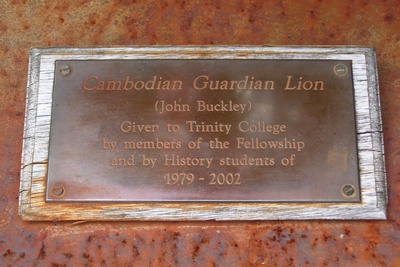 Cambodian Guardian Lion
(John Buckley)
Given to Trinity College
by members of the Fellowship
and by History students of
1979 - 2002